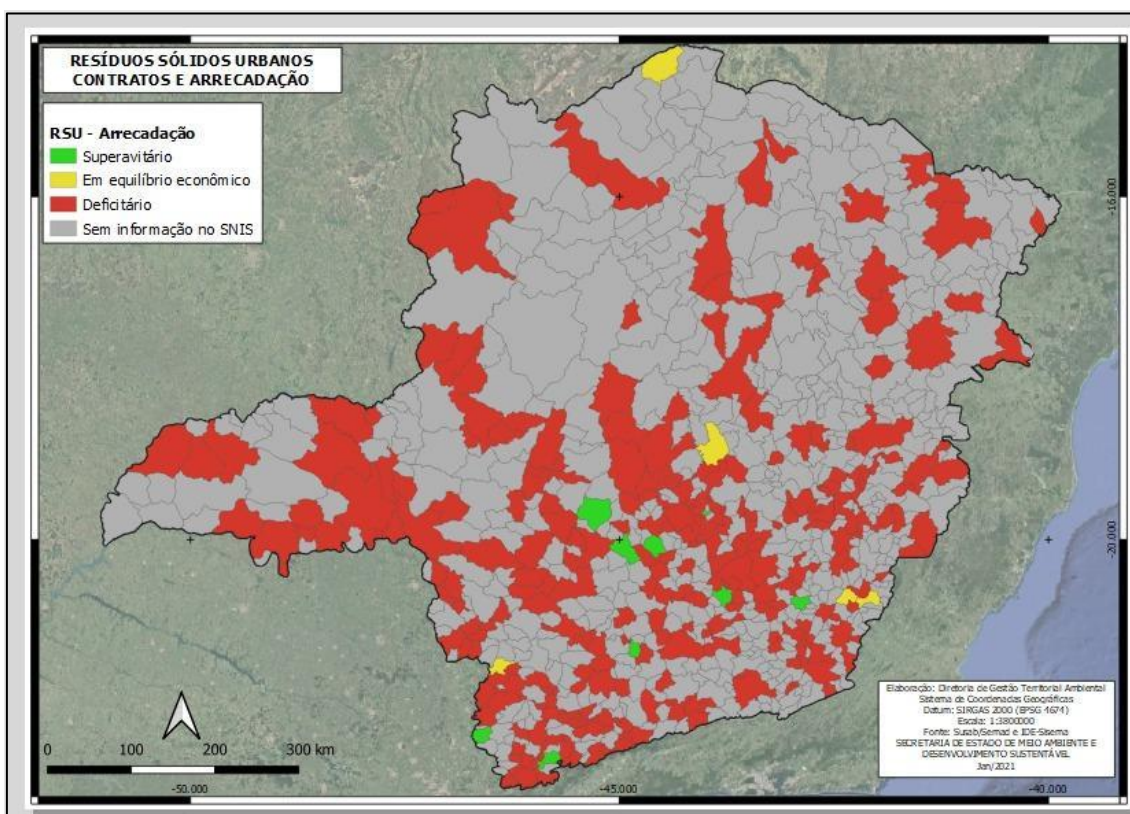 RESÍDUOS SÓLIDOS URBANOS
CONTRATOS E ARRECADAÇÃO
RSU - Arrecadação
Superavitário
Em equilíbrio econômico
Deficitário
Sem informação no SNIS
-16.000
-20.000
0 100 200 300 km
Elaboração: Diretoria de Gestão Territorial Ambiental
Sistema de Coordenadas Geográficas
Datum: SIRGAS 2000 (EPSG 4674)
Escala: 1:3800000
Fonte: Susab/Semad e IDE-Sisema
SECRETARIA DE ESTADO DE MEIO AMBIENTE E
DESENVOLVIMENTO SUSTENTÁVEL
Jan/2021
-50.000 -45.000 -40.000